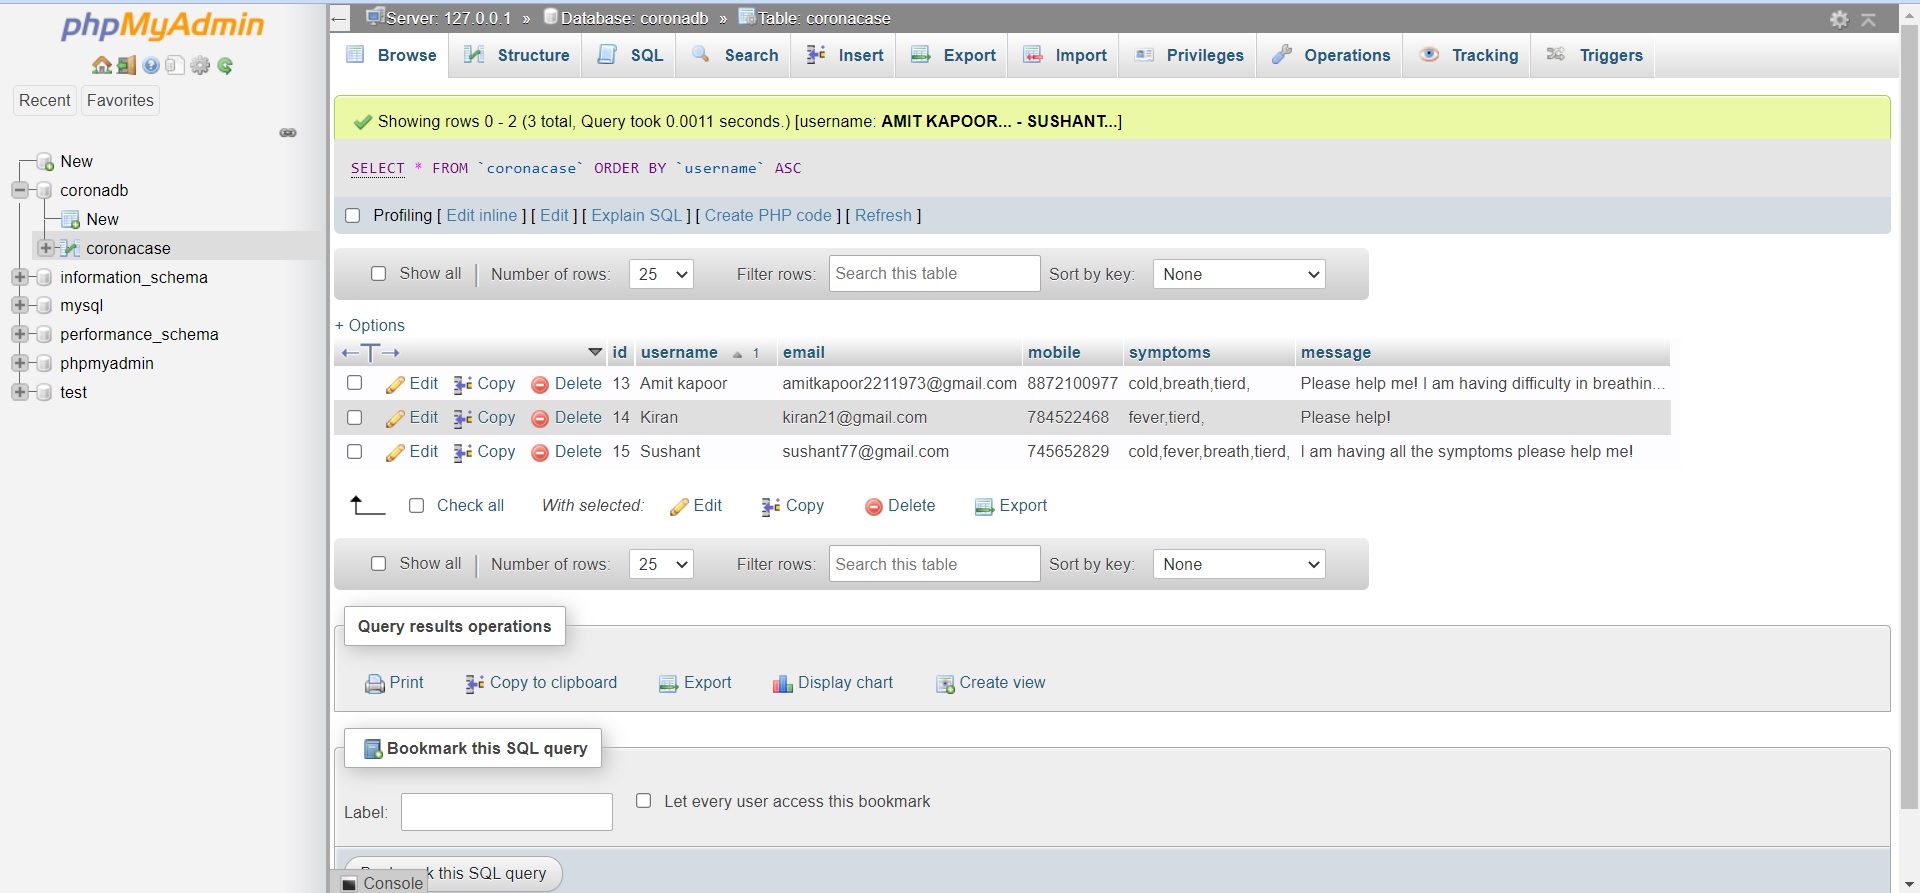 phpMyAdmin
Recent Favorites
New
coronadb
New
coronacase
information_schema
mysql
performance_schema
phpmyadmin
test
Server: 127.0.0.1 » Database: coronadb » Table: coronacase
Browse Structure SQL Search Insert Export Import Privileges Operations Tracking Triggers
Showing rows 0 - 2 (3 total, Query took 0.0011 seconds.) [username: AMIT KAPOOR... - SUSHANT...]
SELECT * FROM `coronacase` ORDER BY `username` ASC
Profiling [ Edit inline ] [ Edit ] [ Explain SQL ] [ Create PHP code ] [ Refresh ]
Show all | Number of rows: 25 Filter rows: Search this table Sort by key: None
+ Options
←T→ id username 1 email mobile symptoms message
Edit Copy Delete 13 Amit kapoor amitkapoor2211973@gmail.com 8872100977 cold,breath,tierd, Please help me! I am having difficulty in breathin...
Edit Copy Delete 14 Kiran kiran21@gmail.com 784522468 fever,tierd, Please help!
Edit Copy Delete 15 Sushant sushant77@gmail.com 745652829 cold,fever,breath,tierd, I am having all the symptoms please help me!
Check all With selected: Edit Copy Delete Export
Show all | Number of rows: 25 Filter rows: Search this table Sort by key: None
Query results operations
Print Copy to clipboard Export Display chart Create view
Bookmark this SQL query
Label: Let every user access this bookmark
k this SQL query
Console